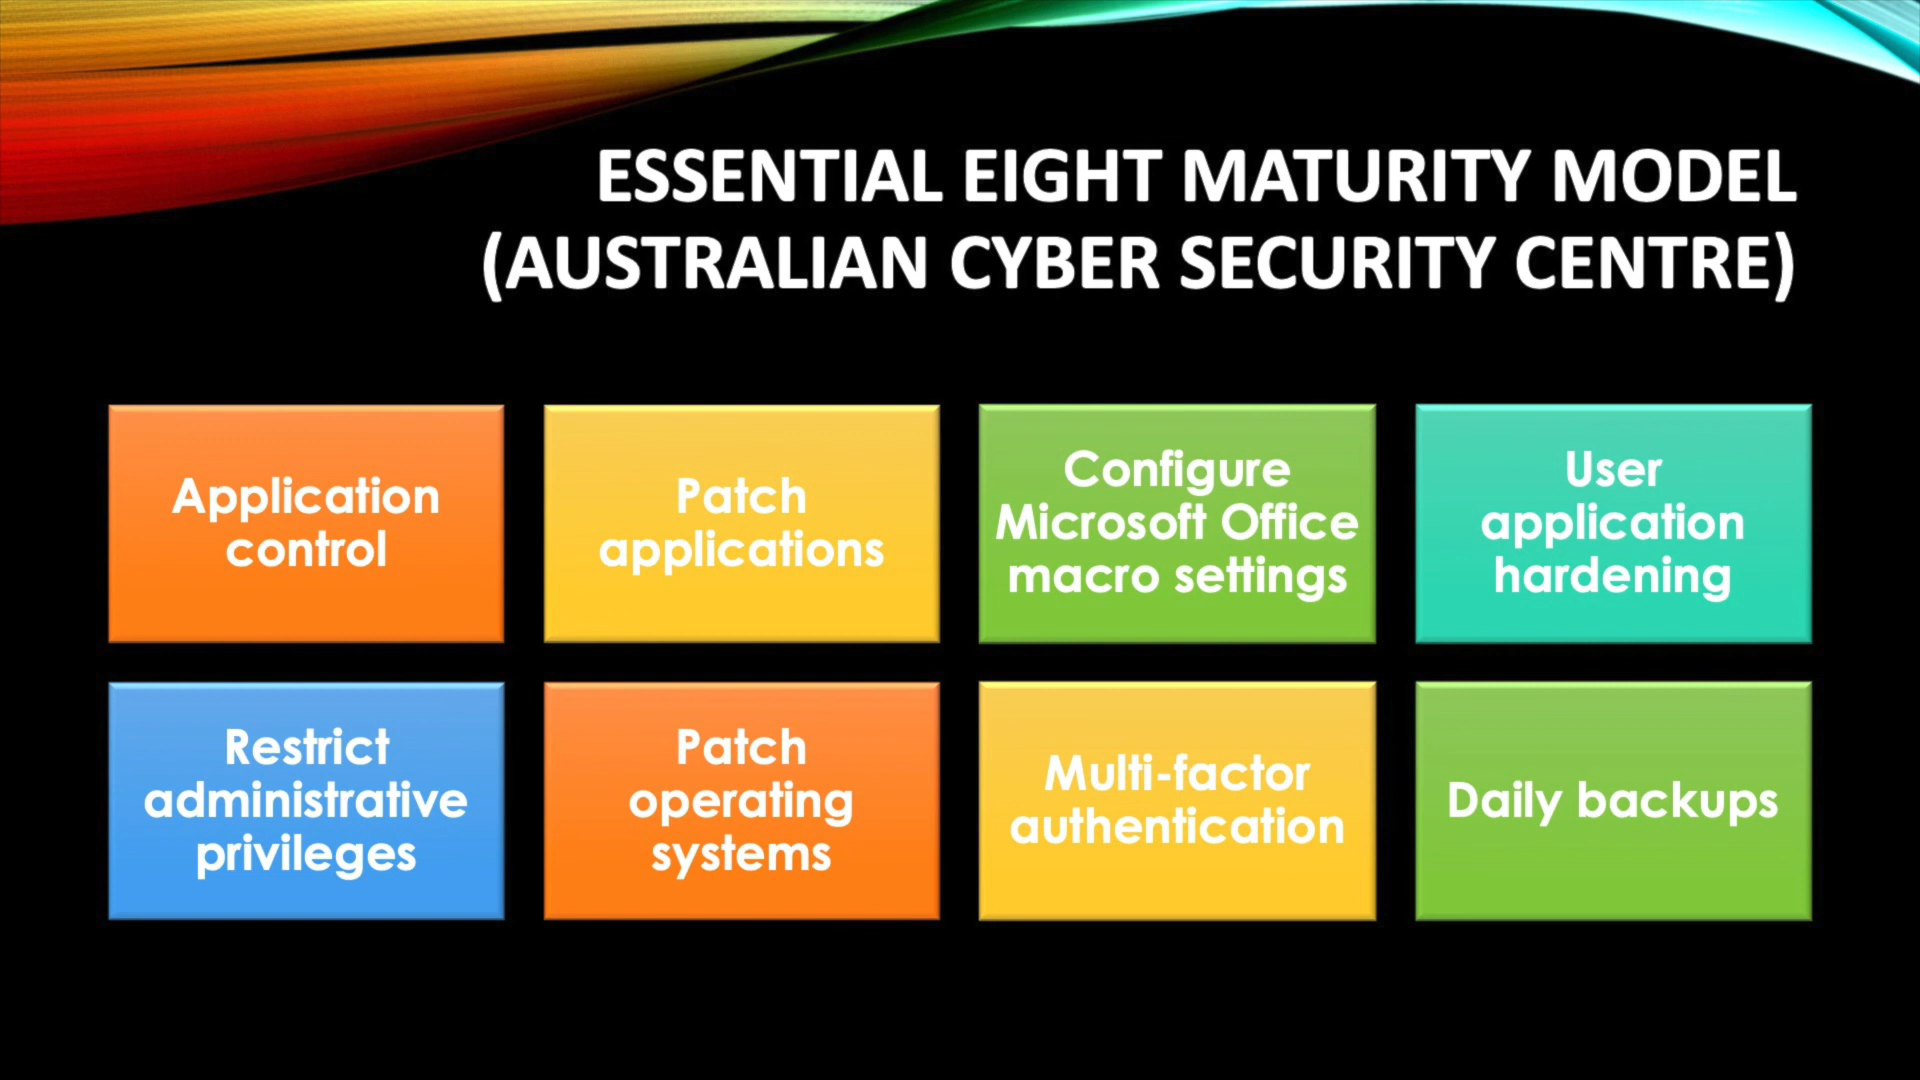 ESSENTIAL EIGHT MATURITY MODEL
(AUSTRALIAN CYBER SECURITY CENTRE)
Application
control
Patch
applications
Configure
Microsoft Office
macro settings
User
application
hardening
Restrict
administrative
privileges
Patch
operating
systems
Multi-factor
authentication
Daily backups